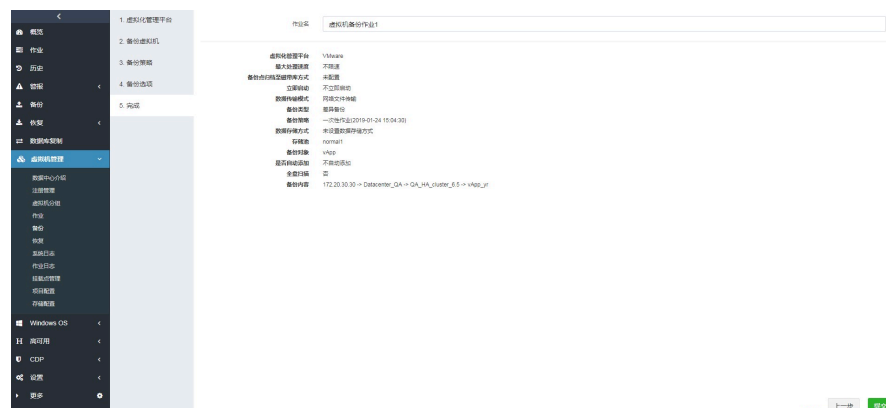 概览
作业
历史
警报
备份
恢复
数据库复制
虚拟机管理
数据中心介绍
注册管理
虚拟机分组
作业
备份
恢复
系统日志
作业日志
挂载点管理
项目配置
存储配置
Windows OS
高可用
CDP
设置
更多
1. 虚拟化管理平台
2. 备份虚拟机
3. 备份策略
4. 备份选项
5. 完成
作业名 虚拟机备份作业1
虚拟化管理平台 VMware
最大处理速度 不限速
备份点归档至磁带库方式 未配置
立即启动 不立即启动
数据传输模式 网络文件传输
备份类型 差异备份
备份策略 一次性作业(2019-01-24 15:04:30)
数据存储方式 未设置数据存储方式
存储池 normal1
备份对象 vApp
是否自动添加 不自动添加
全盘扫描 否
备份内容 172.20.30.30 -> Datacenter_QA -> QA_HA_cluster_6.5 -> vApp_yr
上一步 提交